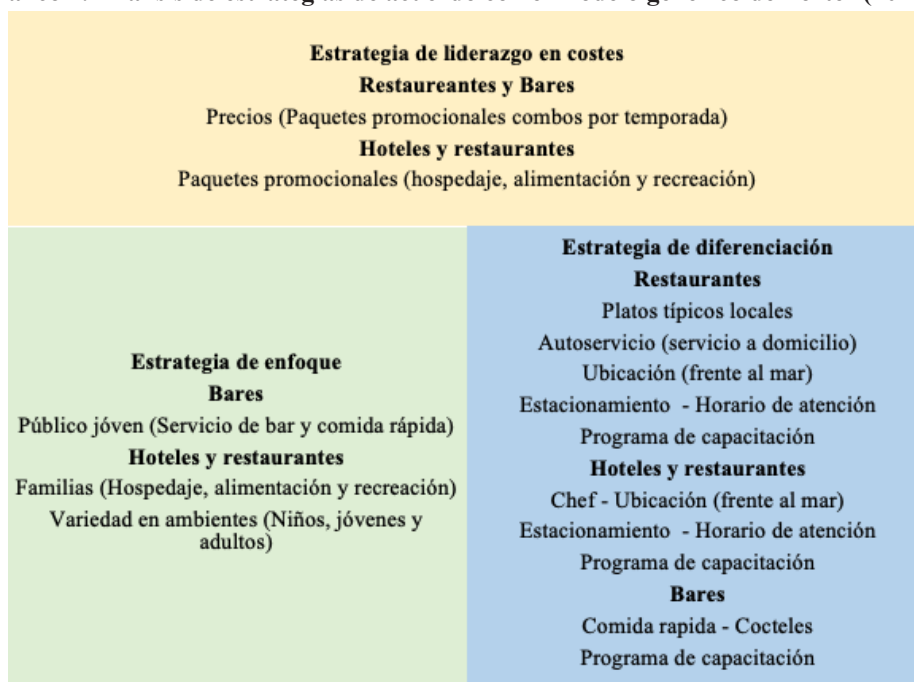 Estrategia de liderazgo en costes
Restaureantes y Bares
Precios (Paquetes promocionales combos por temporada)
Hoteles y restaurantes
Paquetes promocionales (hospedaje, alimentación y recreación)
Estrategia de enfoque
Bares
Público jóven (Servicio de bar y comida rápida)
Hoteles y restaurantes
Familias (Hospedaje, alimentación y recreación)
Variedad en ambientes (Niños, jóvenes y
adultos)
Estrategia de diferenciación
Restaurantes
Platos típicos locales
Autoservicio (servicio a domicilio)
Ubicación (frente al mar)
Estacionamiento - Horario de atención
Programa de capacitación
Hoteles y restaurantes
Chef - Ubicación (frente al mar)
Estacionamiento - Horario de atención
Programa de capacitación
Bares
Comida rapida - Cocteles
Programa de capacitación